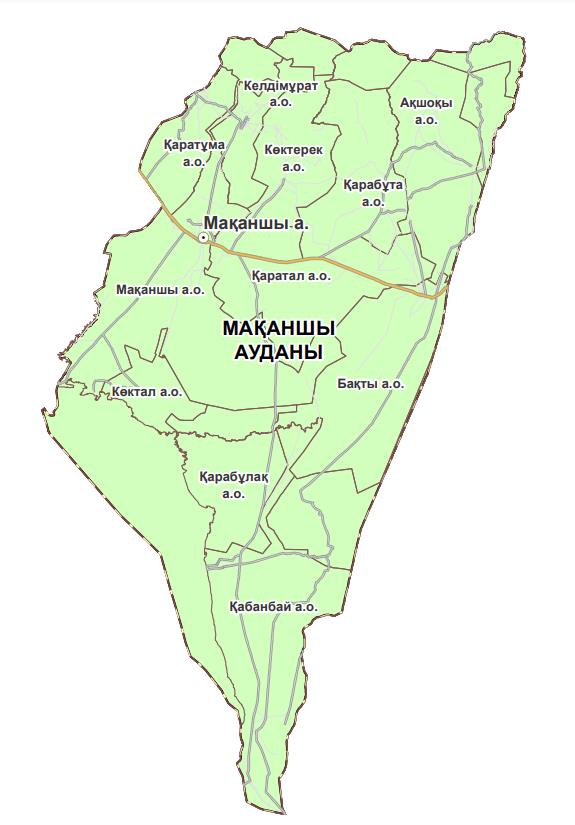 Келдімұрат
а.о.
Ақшоқы
а.о.
Қаратұма
а.о.
Көктерек
а.о.
Қарабұта
а.о.
Мақаншы а.
Қаратал а.о.
Мақаншы а.о.
МАҚАНШЫ
АУДАНЫ
Бақты а.о.
Көктал а.о.
Қарабұлақ
а.о.
Қабанбай а.о.